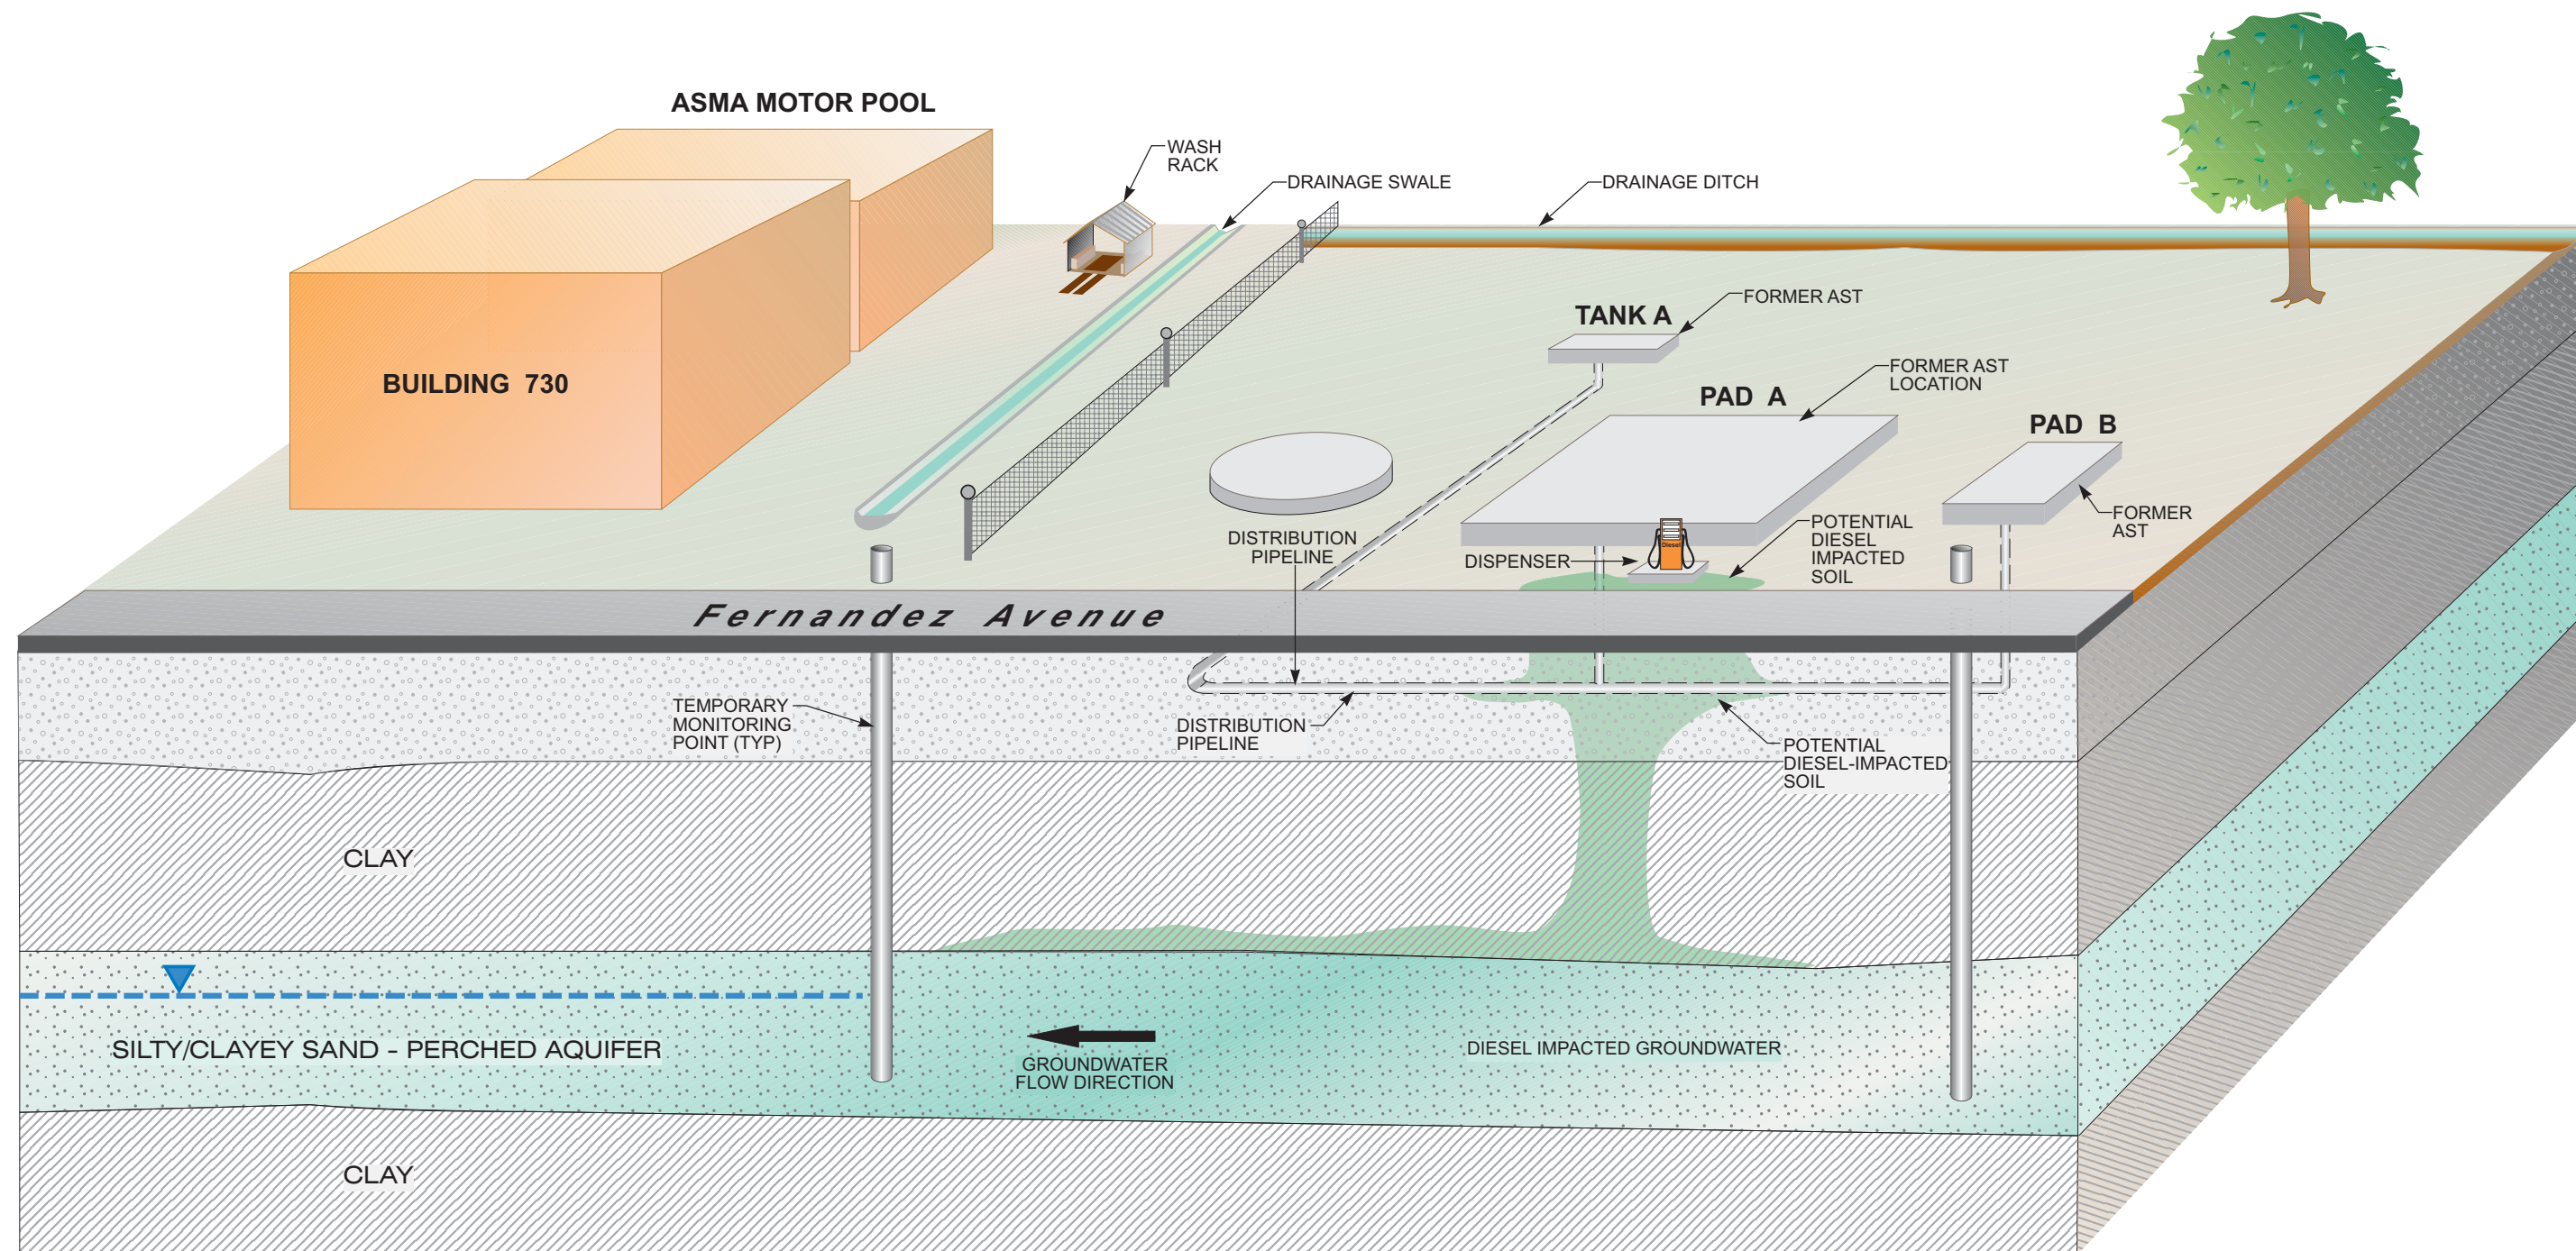 ASMA MOTOR POOL
WASH
RACK
DRAINAGE SWALE
DRAINAGE DITCH
FORMER AST
TANK A
FORMER AST
LOCATION
BUILDING 730
PAD A
PAD B
POTENTIAL
DIESEL
IMPACTED
SOIL
FORMER
AST
DISTRIBUTION
PIPELINE
DISPENSER
Diesel
Fernandez Avenue
TEMPORARY
MONITORING
POINT (TYP)
DISTRIBUTION
PIPELINE
POTENTIAL
DIESEL-IMPACTED
SOIL
CLAY
SILTY/CLAYEY SAND - PERCHED AQUIFER
GROUNDWATER
FLOW DIRECTION
DIESEL IMPACTED GROUNDWATER
CLAY